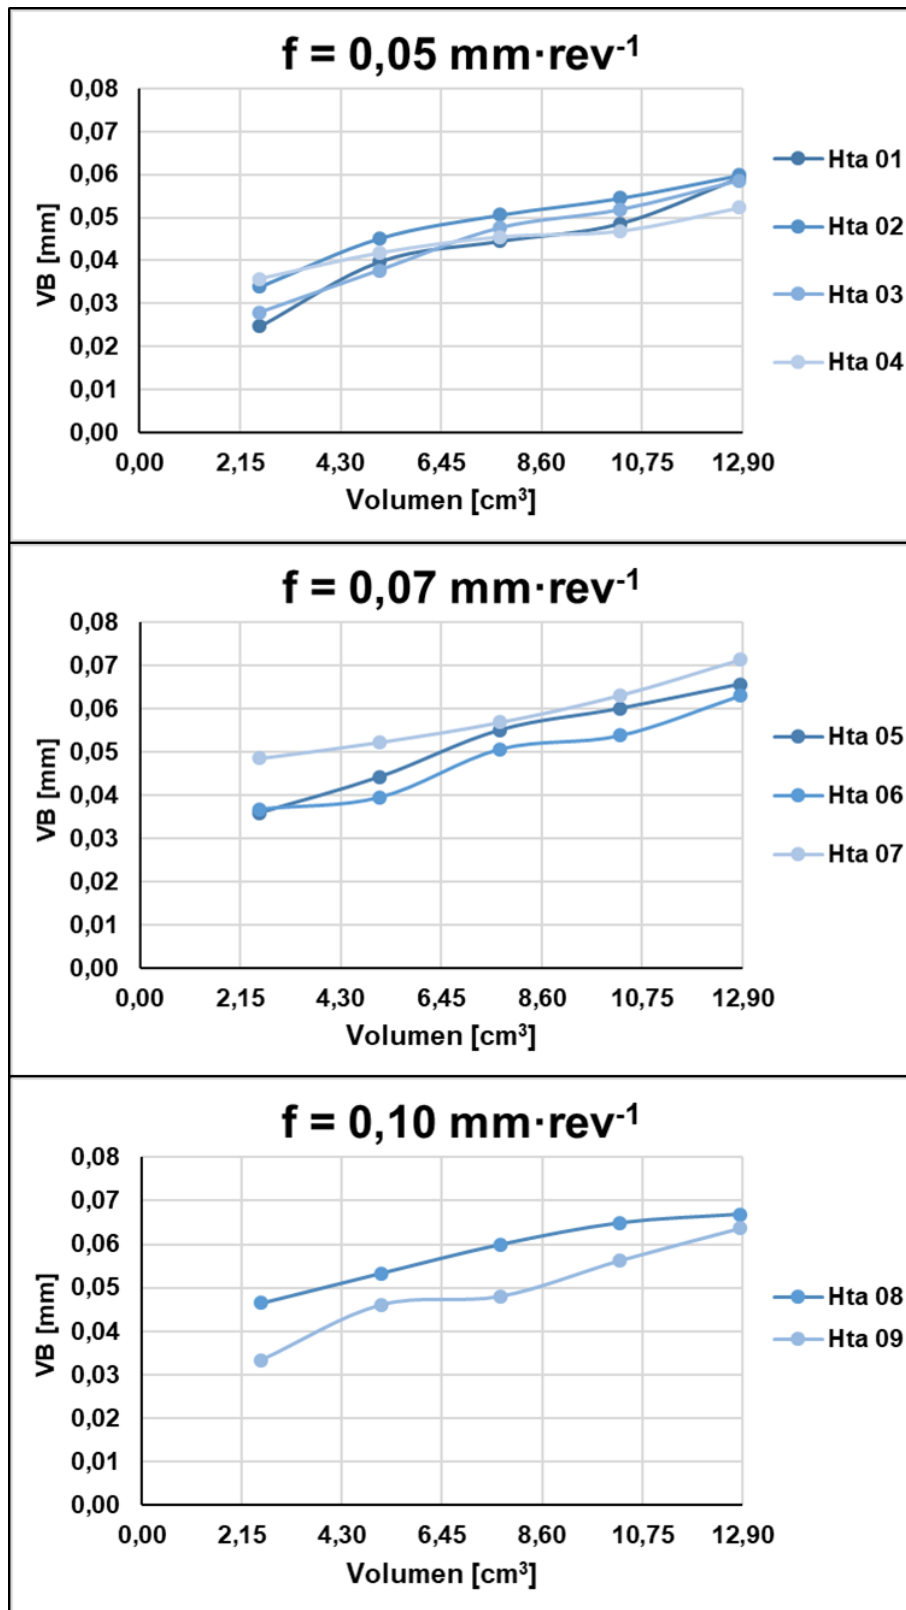 f = 0,05 mm·rev⁻¹
0,08
0,07
0,06
0,05
0,04
0,03
0,02
0,01
0,00
VB [mm]
0,00 2,15 4,30 6,45 8,60 10,75 12,90
Volumen [cm³]
Hta 01
Hta 02
Hta 03
Hta 04
f = 0,07 mm·rev⁻¹
0,08
0,07
0,06
0,05
0,04
0,03
0,02
0,01
0,00
VB [mm]
0,00 2,15 4,30 6,45 8,60 10,75 12,90
Volumen [cm³]
Hta 05
Hta 06
Hta 07
f = 0,10 mm·rev⁻¹
0,08
0,07
0,06
0,05
0,04
0,03
0,02
0,01
0,00
VB [mm]
0,00 2,15 4,30 6,45 8,60 10,75 12,90
Volumen [cm³]
Hta 08
Hta 09